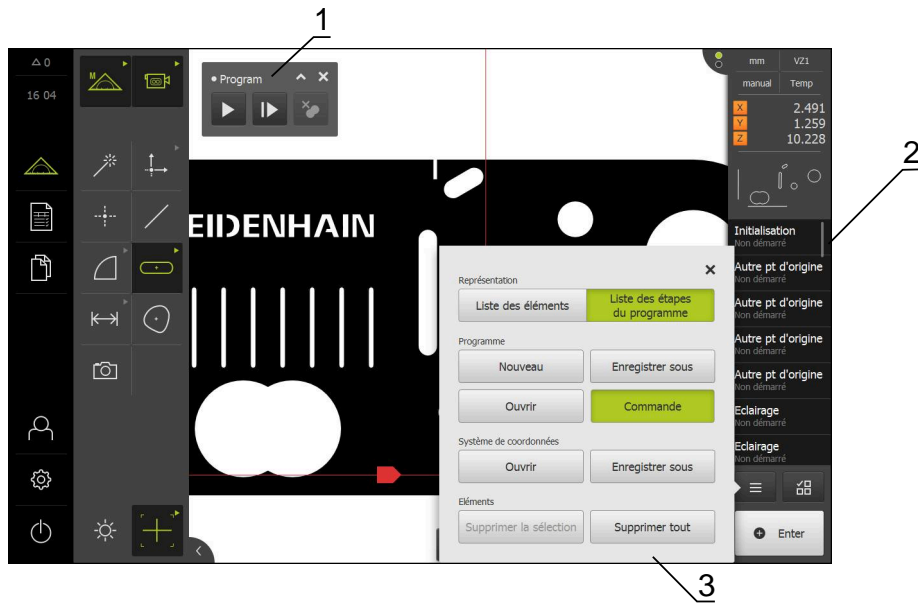 1
2
3
0
16 04
M
Program
EIDENHAIN
mm
VZ1
manual
Temp
X 2.491
Y 1.259
Z 10.228
Initialisation
Non démarré
Autre pt d'origine
Non démarré
Autre pt d'origine
Non démarré
Autre pt d'origine
Non démarré
Autre pt d'origine
Non démarré
Eclairage
Non démarré
Eclairage
Non démarré
Enter
Représentation
Liste des éléments
Liste des étapes
du programme
Programme
Nouveau
Enregistrer sous
Ouvrir
Commande
Système de coordonnées
Ouvrir
Enregistrer sous
Eléments
Supprimer la sélection
Supprimer tout